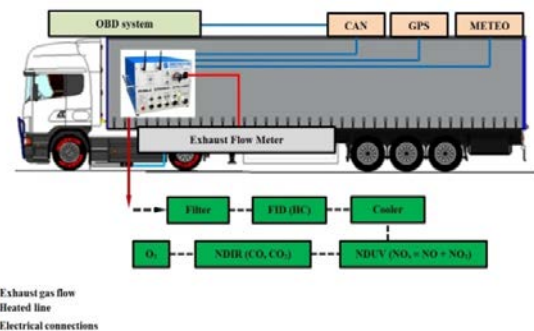 OBD system
CAN
GPS
METEO
Exhaust Flow Meter
Filter
FID (HC)
Cooler
O₂
NDIR (CO, CO₂)
NDUV (NOₓ = NO + NO₂)
Exhaust gas flow
Heated line
Electrical connections